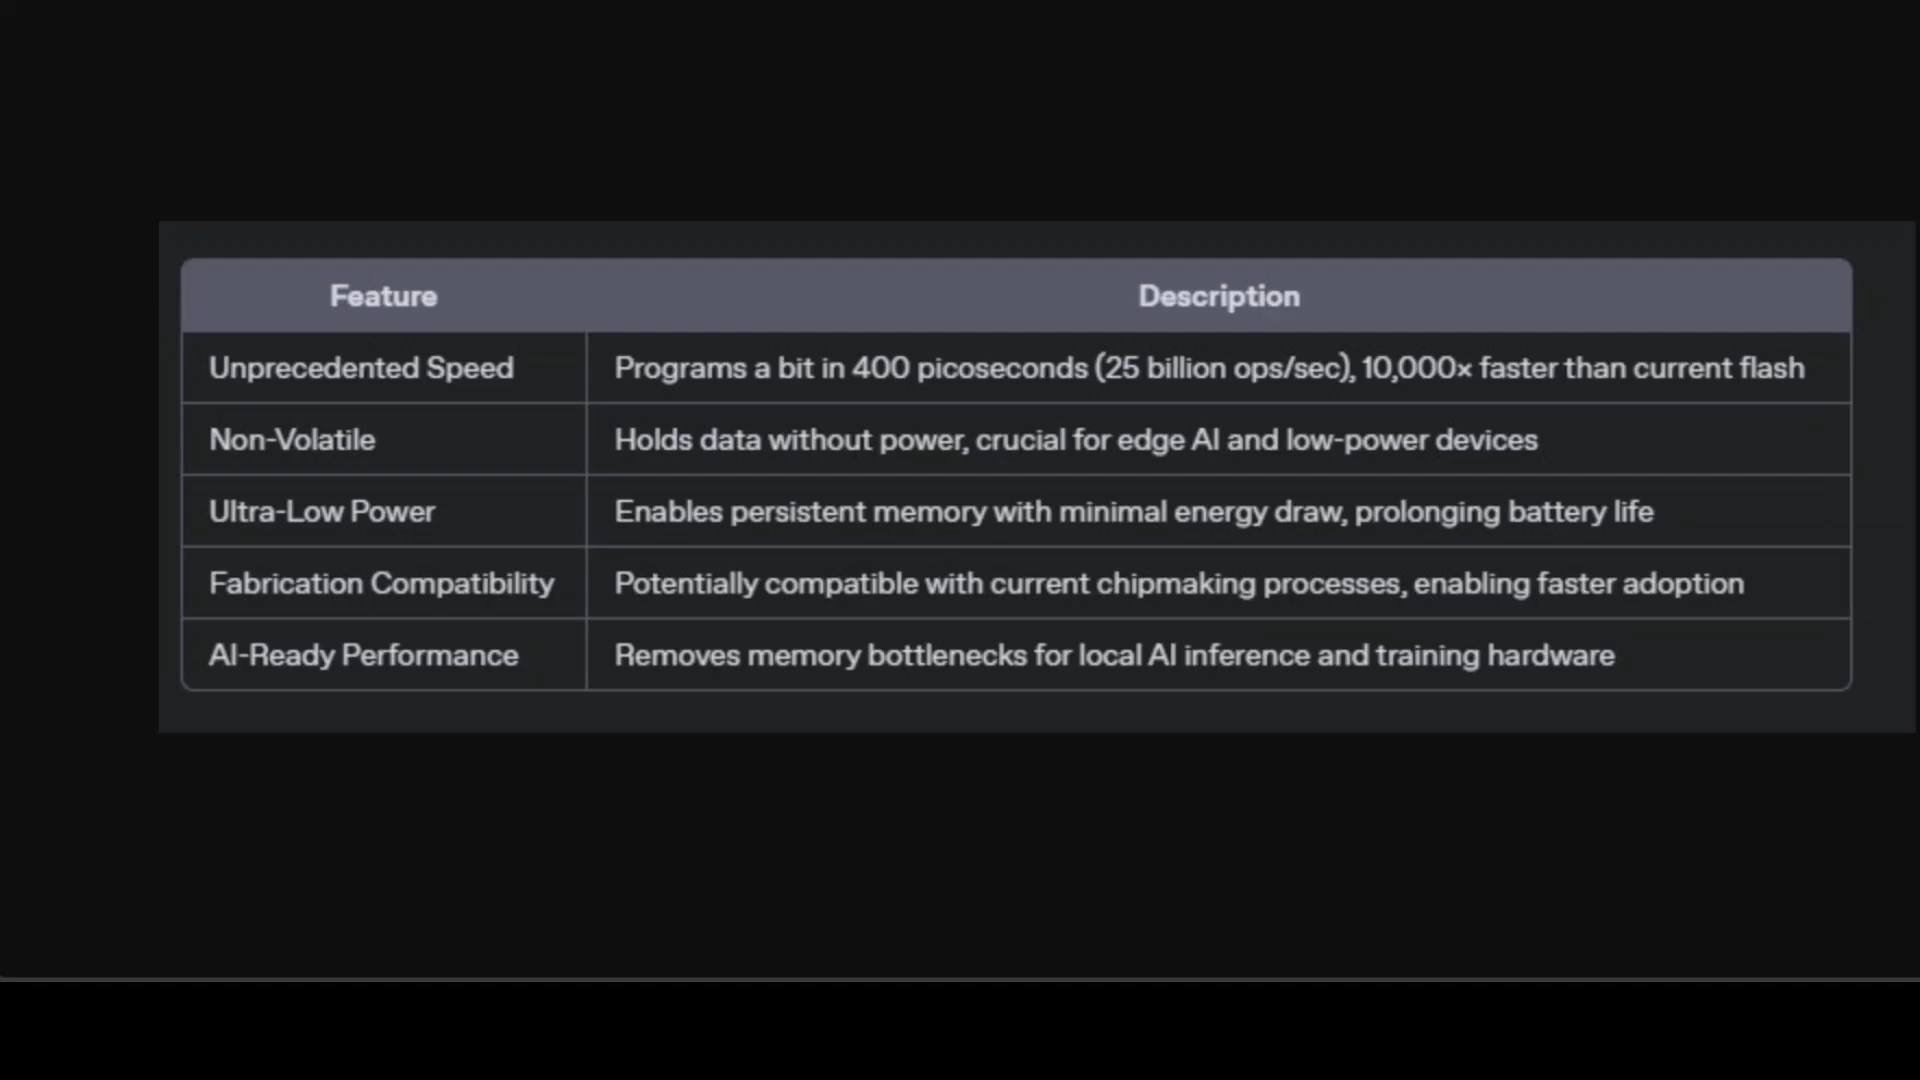 Feature Description
Unprecedented Speed Programs a bit in 400 picoseconds (25 billion ops/sec), 10,000× faster than current flash
Non-Volatile Holds data without power, crucial for edge AI and low-power devices
Ultra-Low Power Enables persistent memory with minimal energy draw, prolonging battery life
Fabrication Compatibility Potentially compatible with current chipmaking processes, enabling faster adoption
AI-Ready Performance Removes memory bottlenecks for local AI inference and training hardware